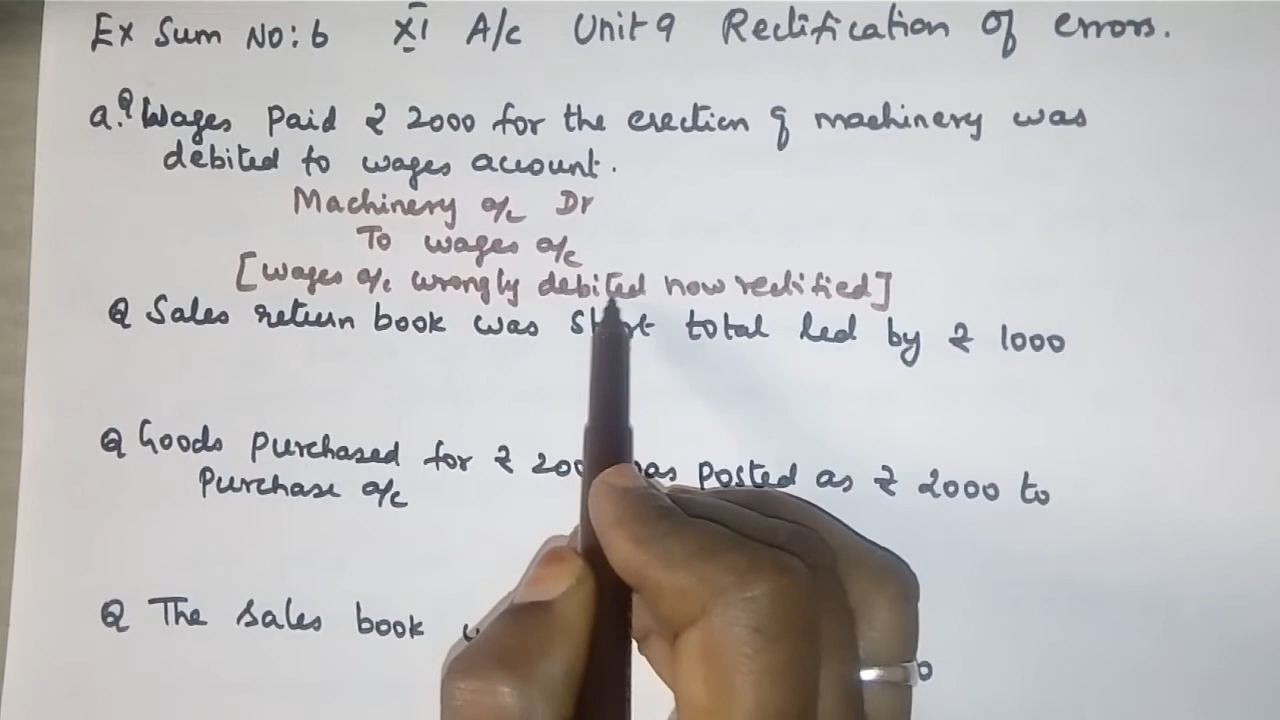 Ex Sum No: 6 XI A/c Unit 9 Rectification Of errors.
a. Q Wages Paid ₹ 2000 for the erection of machinery was
debited to wages account.
Machinery a/c Dr
To wages a/c
[Wages a/c wrongly debited now rectified]
Q Sales return book was total led by ₹ 1000
Q Goods purchased for ₹ posted as ₹ 2000 to
Purchase a/c
Q The sales book